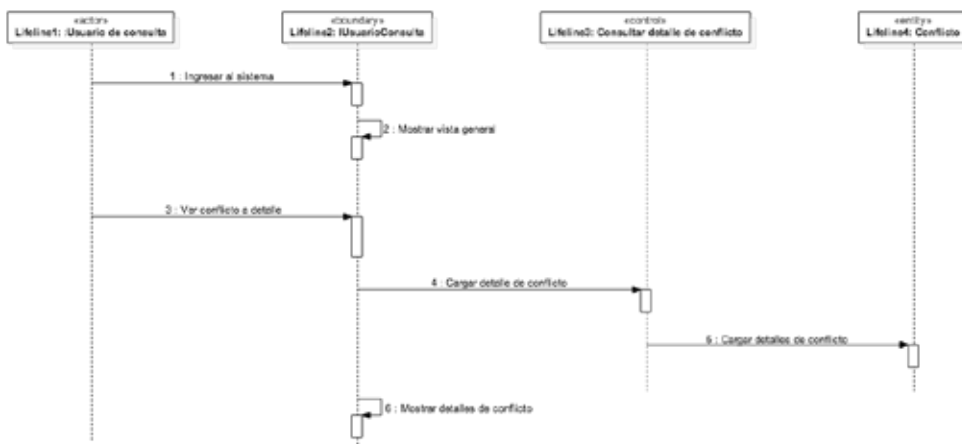 «actor»
Lifeline1: :Usuario de consulta
«boundary»
Lifeline2: IUsuarioConsulta
«control»
Lifeline3: Consultar detalle de conflicto
«entity»
Lifeline4: Conflicto
1 : Ingresar al sistema
2 : Mostrar vista general
3 : Ver conflicto a detalle
4 : Cargar detalle de conflicto
5 : Cargar detalles de conflicto
6 : Mostrar detalles de conflicto